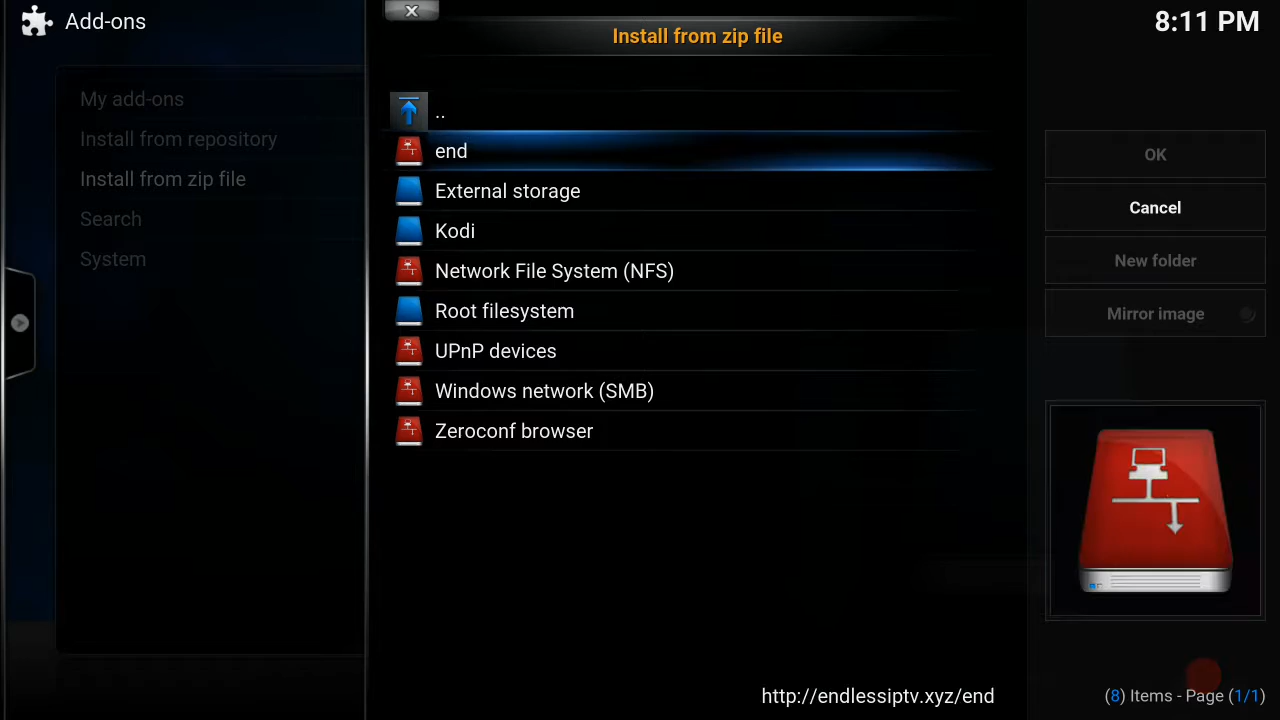 Add-ons
8:11 PM
Install from zip file
My add-ons
Install from repository
Install from zip file
Search
System
..
end
External storage
Kodi
Network File System (NFS)
Root filesystem
UPnP devices
Windows network (SMB)
Zeroconf browser
OK
Cancel
New folder
Mirror image
http://endlessiptv.xyz/end
(8) Items - Page (1/1)